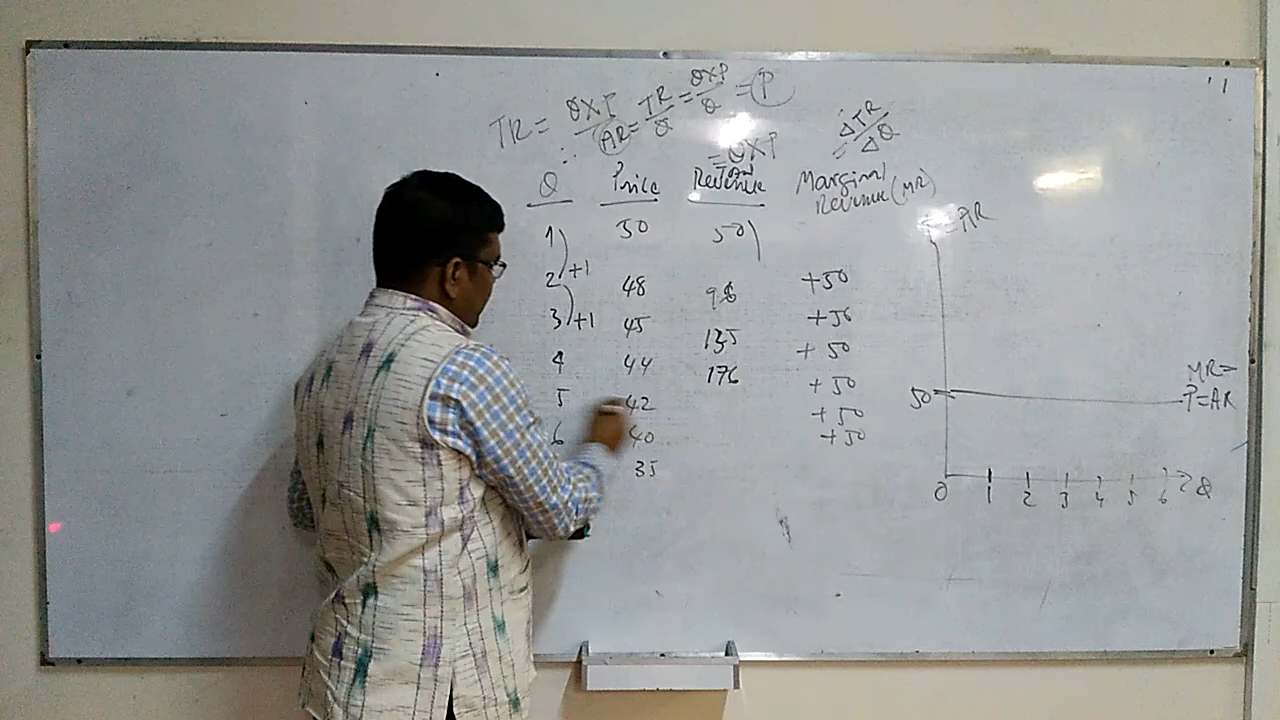 TR = Q×P
∴ AR = TR/Q = Q×P/Q = P
= Q×P
= ΔTR/ΔQ
Q Price Total Revenue Marginal Revenue (MR)
1 50 50
+1
2 48 96 +50
3 45 135 +50
+1
4 44 176 +50
5 42 +50
6 40 +50
35 +50
P=AR
50
MR=
P=AR
0 1 2 3 4 5 6 Q